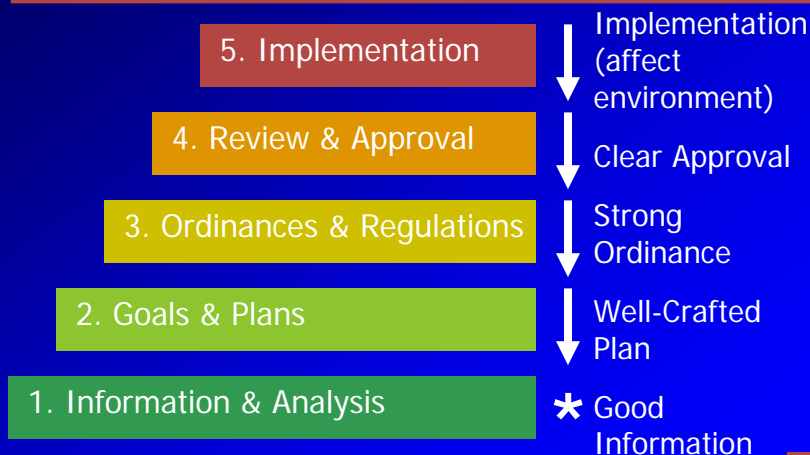 5. Implementation
Implementation
(affect
environment)
4. Review & Approval
Clear Approval
3. Ordinances & Regulations
Strong
Ordinance
2. Goals & Plans
Well-Crafted
Plan
1. Information & Analysis
* Good
Information